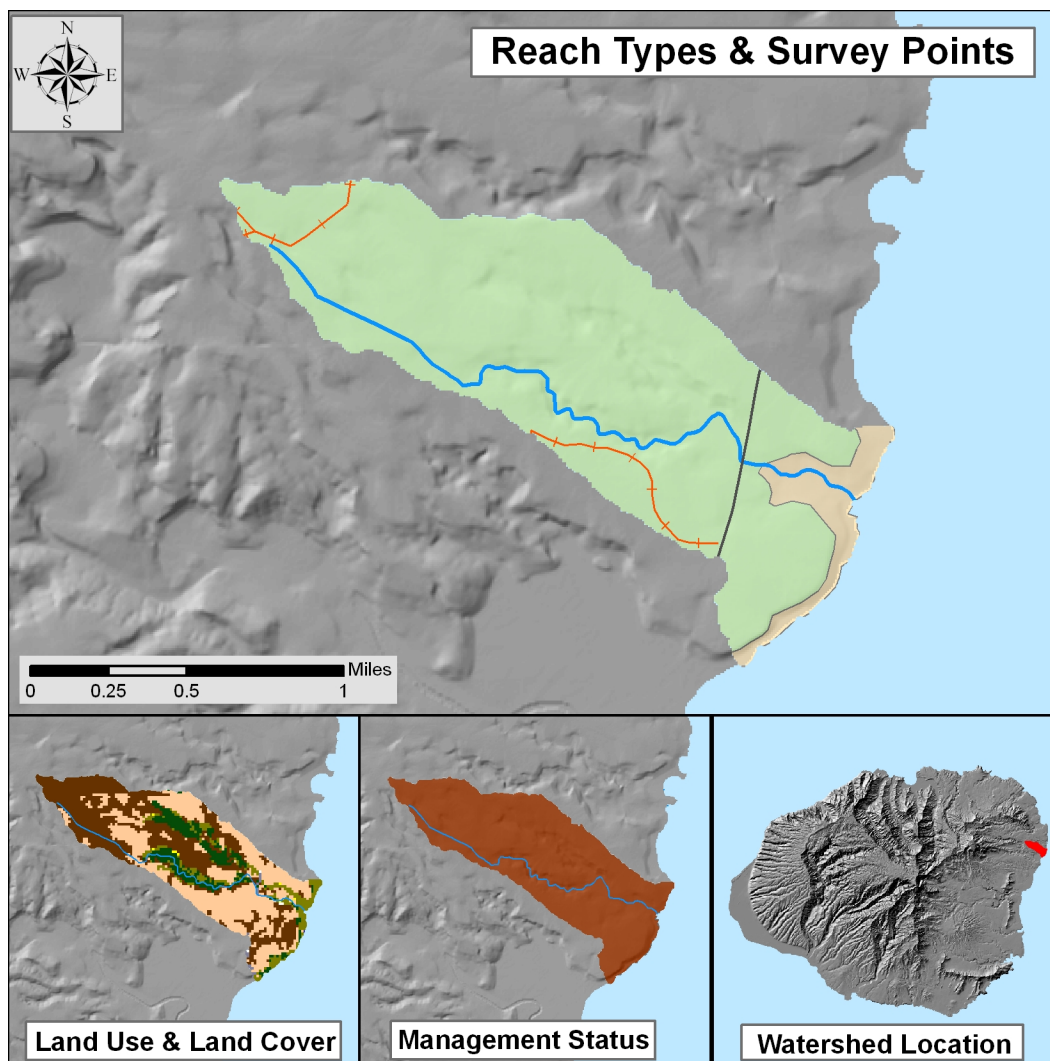 N
W E
S
Reach Types & Survey Points
Miles
0 0.25 0.5 1
Land Use & Land Cover
Management Status
Watershed Location